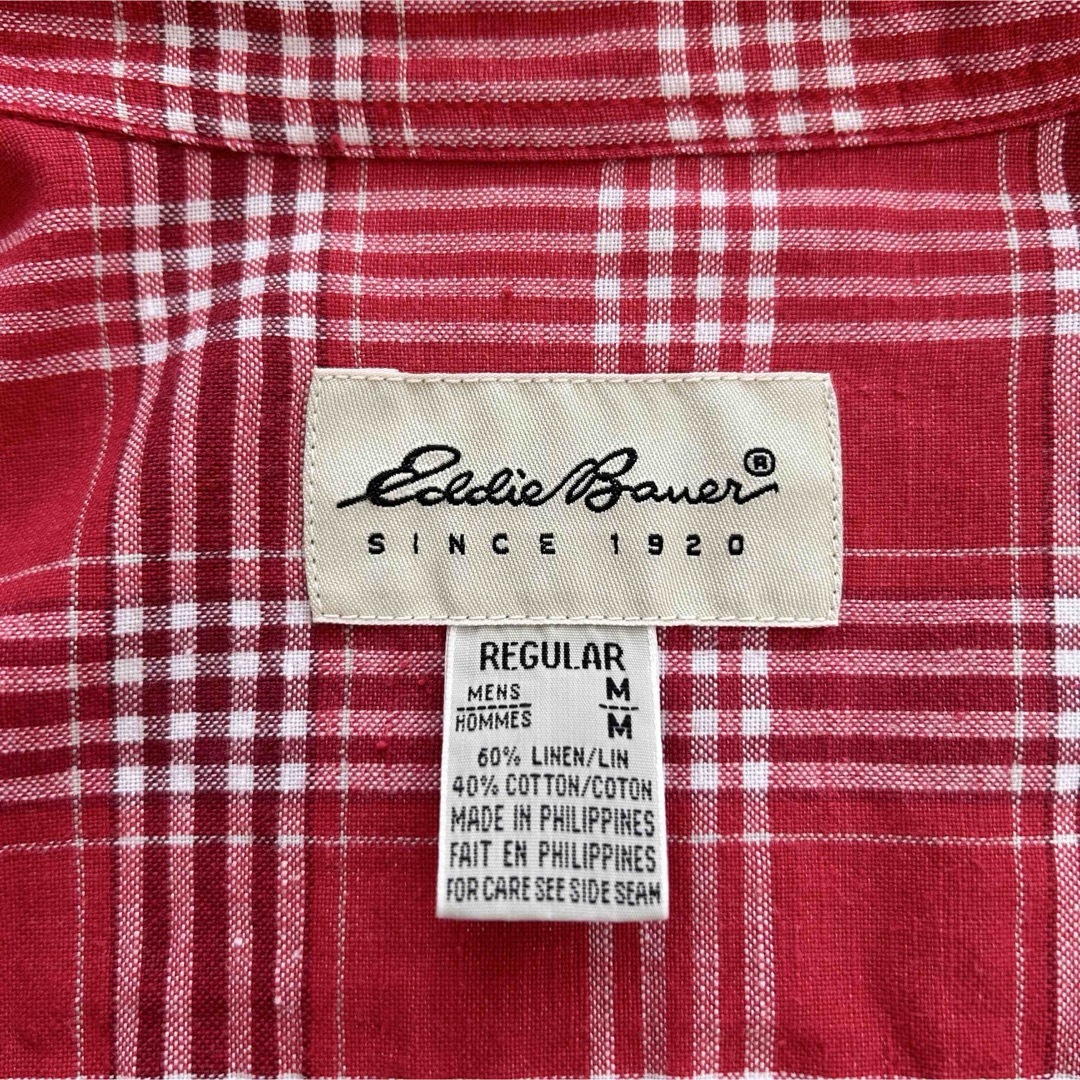 Eddie Bauer®
SINCE 1920
REGULAR
MENS M
HOMMES M
60% LINEN/LIN
40% COTTON/COTON
MADE IN PHILIPPINES
FAIT EN PHILIPPINES
FOR CARE SEE SIDE SEAM